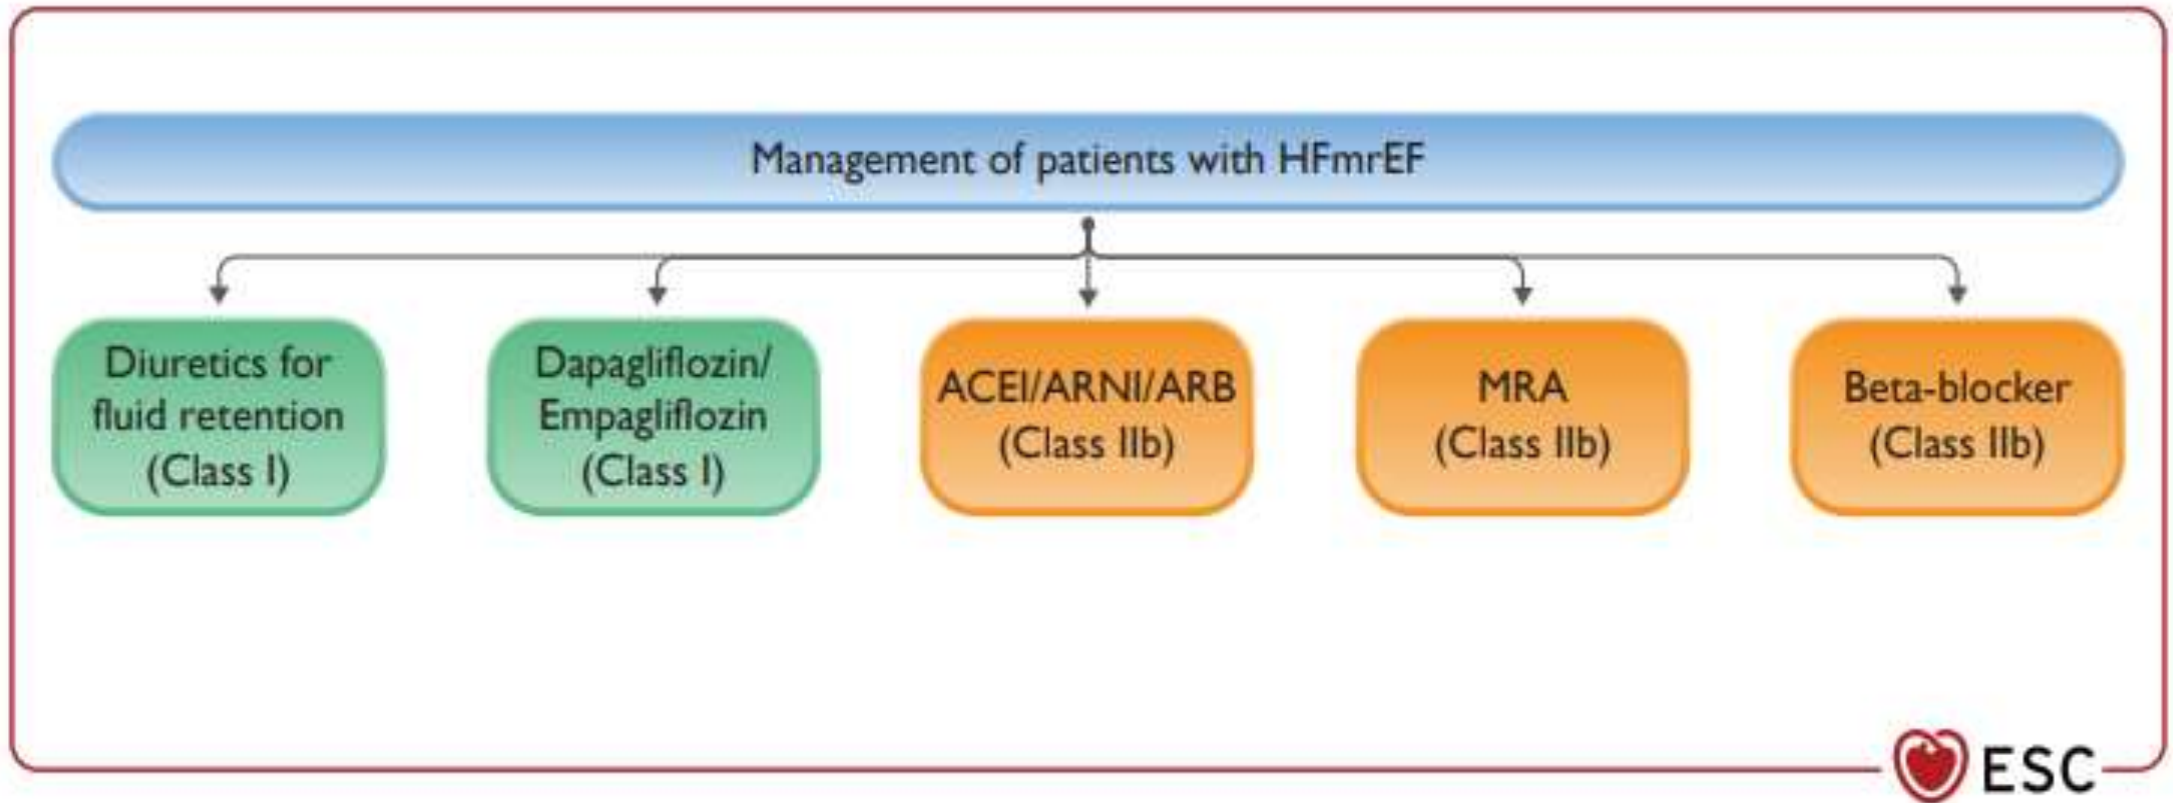 Management of patients with HFmrEF
Diuretics for
fluid retention
(Class I)
Dapagliflozin/
Empagliflozin
(Class I)
ACEI/ARNI/ARB
(Class IIb)
MRA
(Class IIb)
Beta-blocker
(Class IIb)
ESC